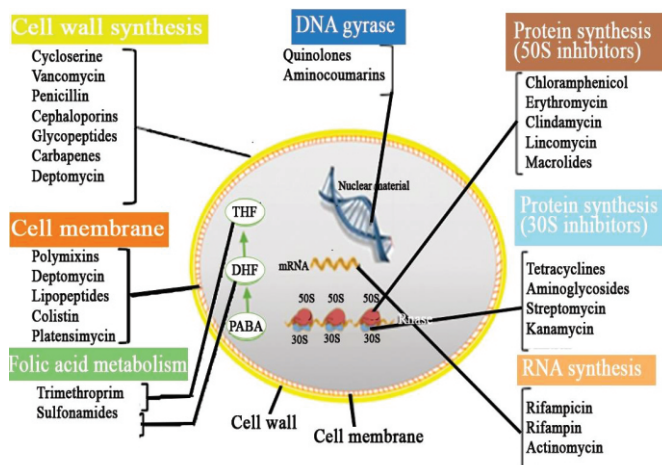 Cell wall synthesis
Cycloserine
Vancomycin
Penicillin
Cephaloporins
Glycopeptides
Carbapenes
Deptomycin
DNA gyrase
Quinolones
Aminocoumarins
Protein synthesis
(50S inhibitors)
Chloramphenicol
Erythromycin
Clindamycin
Lincomycin
Macrolides
Cell membrane
Polymixins
Deptomycin
Lipopeptides
Colistin
Platensimycin
Folic acid metabolism
Trimethroprim
Sulfonamides
THF
DHF
PABA
Nuclear material
mRNA
50S 50S 50S
Rnase
30S 30S 30S
Protein synthesis
(30S inhibitors)
Tetracyclines
Aminoglycosides
Streptomycin
Kanamycin
RNA synthesis
Rifampicin
Rifampin
Actinomycin
Cell wall
Cell membrane